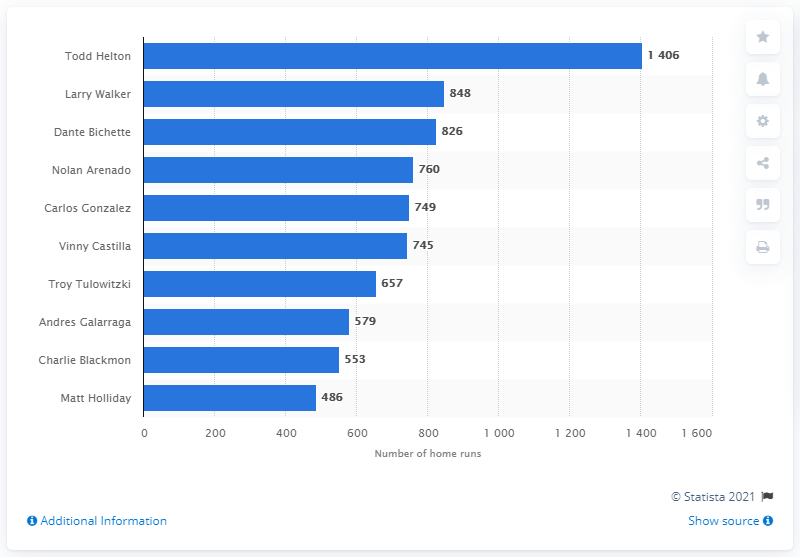 Todd Helton 1 406
Larry Walker 848
Dante Bichette 826
Nolan Arenado 760
Carlos Gonzalez 749
Vinny Castilla 745
Troy Tulowitzki 657
Andres Galarraga 579
Charlie Blackmon 553
Matt Holliday 486
0 200 400 600 800 1 000 1 200 1 400 1 600
Number of home runs
© Statista 2021
Additional Information Show source